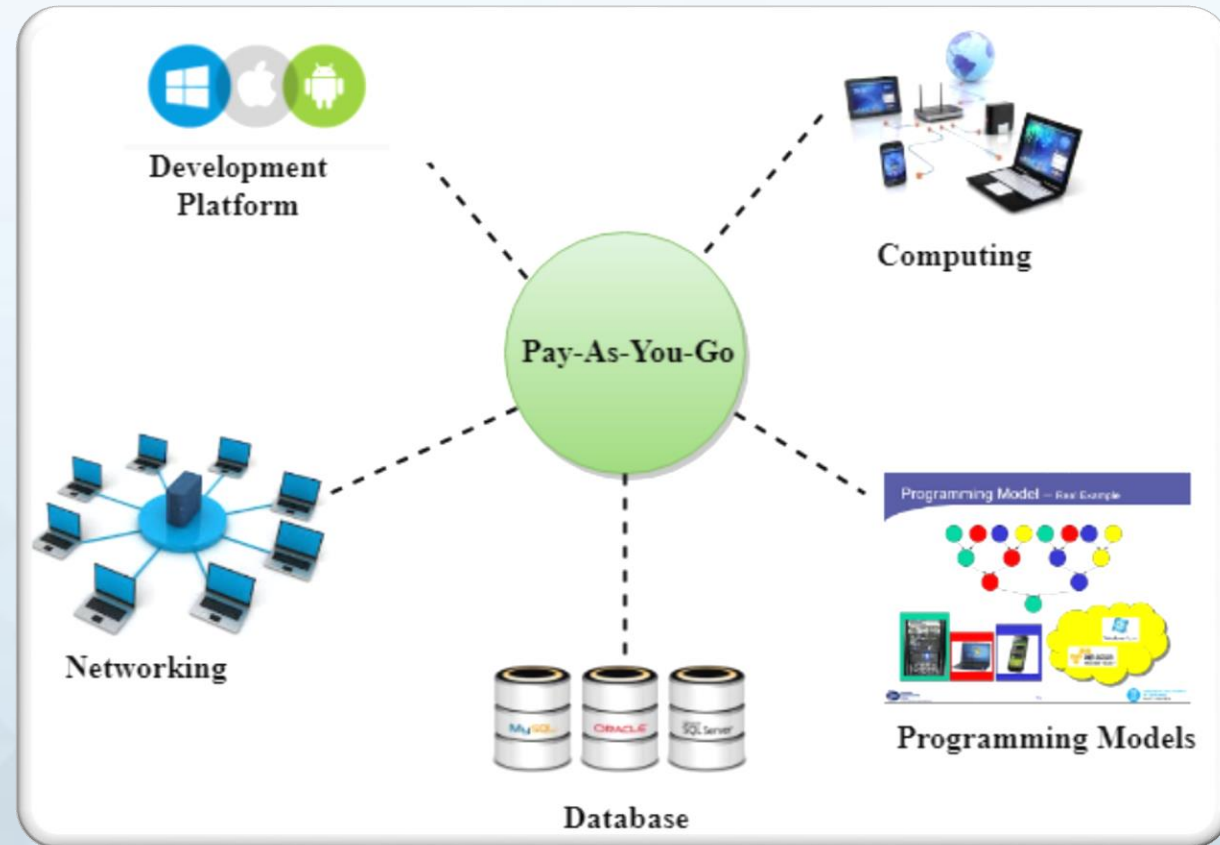 Development
Platform
Computing
Pay-As-You-Go
Programming Model – Real Example
Networking
MySQL
ORACLE
SQL Server
Programming Models
Database